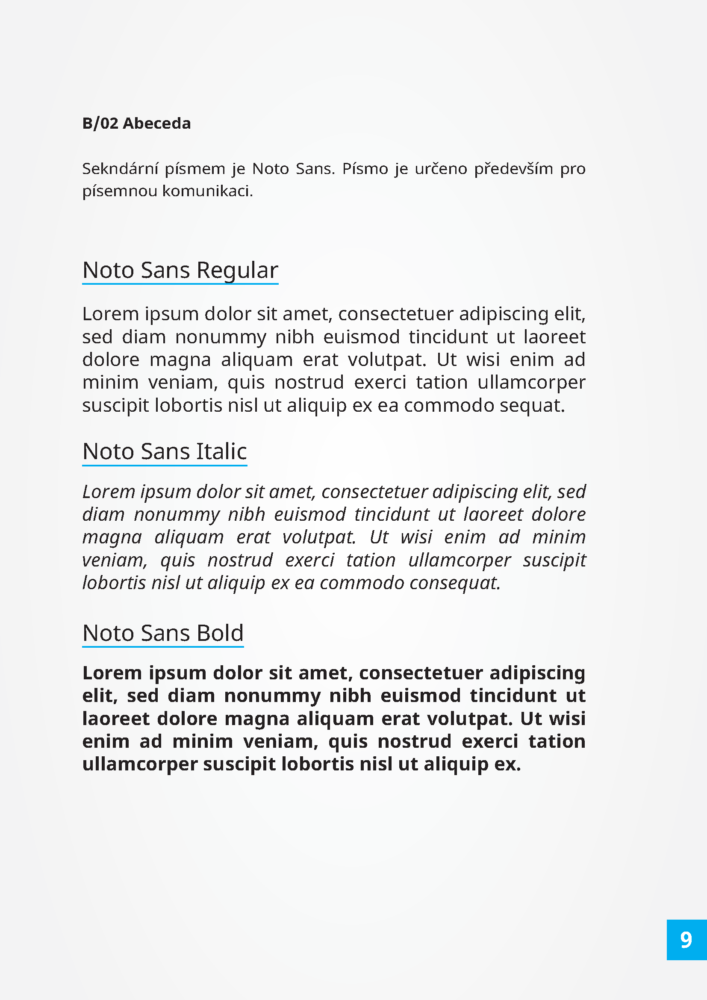 B/02 Abeceda
Sekndární písmem je Noto Sans. Písmo je určeno především pro
písemnou komunikaci.
Noto Sans Regular
Lorem ipsum dolor sit amet, consectetuer adipiscing elit,
sed diam nonummy nibh euismod tincidunt ut laoreet
dolore magna aliquam erat volutpat. Ut wisi enim ad
minim veniam, quis nostrud exerci tation ullamcorper
suscipit lobortis nisl ut aliquip ex ea commodo sequat.
Noto Sans Italic
Lorem ipsum dolor sit amet, consectetuer adipiscing elit, sed
diam nonummy nibh euismod tincidunt ut laoreet dolore
magna aliquam erat volutpat. Ut wisi enim ad minim
veniam, quis nostrud exerci tation ullamcorper suscipit
lobortis nisl ut aliquip ex ea commodo consequat.
Noto Sans Bold
Lorem ipsum dolor sit amet, consectetuer adipiscing
elit, sed diam nonummy nibh euismod tincidunt ut
laoreet dolore magna aliquam erat volutpat. Ut wisi
enim ad minim veniam, quis nostrud exerci tation
ullamcorper suscipit lobortis nisl ut aliquip ex.
9